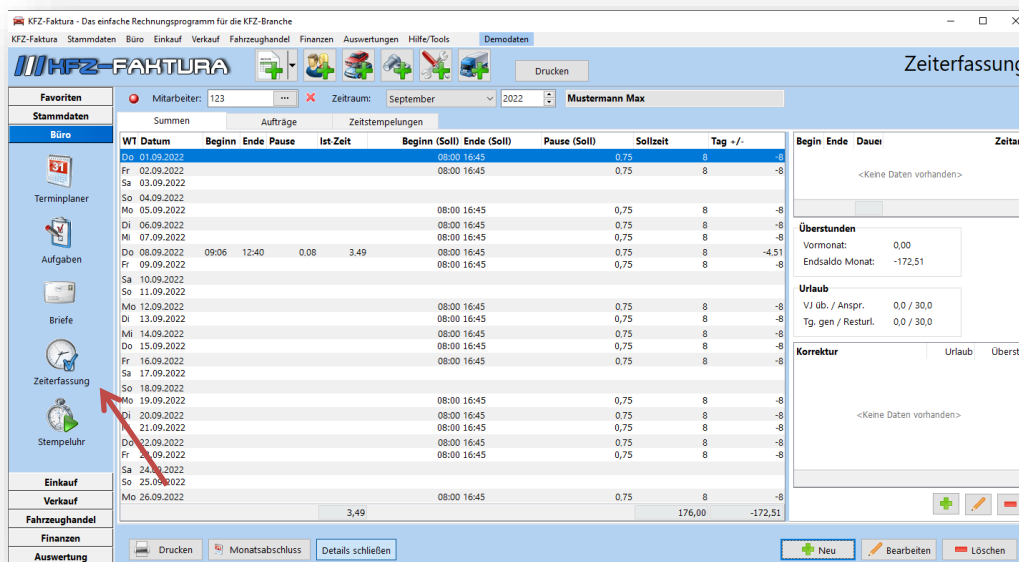 KFZ-Faktura - Das einfache Rechnungsprogramm für die KFZ-Branche
KFZ-Faktura Stammdaten Büro Einkauf Verkauf Fahrzeughandel Finanzen Auswertungen Hilfe/Tools Demodaten
KFZ-FAKTURA Drucken Zeiterfassung
Favoriten
Stammdaten
Büro
Terminplaner
Aufgaben
Briefe
Zeiterfassung
Stempeluhr
Einkauf
Verkauf
Fahrzeughandel
Finanzen
Auswertung
Mitarbeiter: 123 ... Zeitraum: September 2022 Mustermann Max
Summen Aufträge Zeitstempelungen
WT Datum Beginn Ende Pause Ist-Zeit Beginn (Soll) Ende (Soll) Pause (Soll) Sollzeit Tag +/-
Do 01.09.2022 08:00 16:45 0,75 8 -8
Fr 02.09.2022 08:00 16:45 0,75 8 -8
Sa 03.09.2022
So 04.09.2022
Mo 05.09.2022 08:00 16:45 0,75 8 -8
Di 06.09.2022 08:00 16:45 0,75 8 -8
Mi 07.09.2022 08:00 16:45 0,75 8 -8
Do 08.09.2022 09:06 12:40 0,08 3,49 08:00 16:45 0,75 8 -4,51
Fr 09.09.2022 08:00 16:45 0,75 8 -8
Sa 10.09.2022
So 11.09.2022
Mo 12.09.2022 08:00 16:45 0,75 8 -8
Di 13.09.2022 08:00 16:45 0,75 8 -8
Mi 14.09.2022 08:00 16:45 0,75 8 -8
Do 15.09.2022 08:00 16:45 0,75 8 -8
Fr 16.09.2022 08:00 16:45 0,75 8 -8
Sa 17.09.2022
So 18.09.2022
Mo 19.09.2022 08:00 16:45 0,75 8 -8
Di 20.09.2022 08:00 16:45 0,75 8 -8
21.09.2022 08:00 16:45 0,75 8 -8
Do 22.09.2022 08:00 16:45 0,75 8 -8
Fr 23.09.2022 08:00 16:45 0,75 8 -8
Sa 24.09.2022
So 25.09.2022
Mo 26.09.2022 08:00 16:45 0,75 8 -8
3,49 176,00 -172,51
Begin Ende Dauer Zeitar
<Keine Daten vorhanden>
Überstunden
Vormonat: 0,00
Endsaldo Monat: -172,51
Urlaub
VJ üb. / Anspr. 0,0 / 30,0
Tg. gen / Resturl. 0,0 / 30,0
Korrektur Urlaub Überst
<Keine Daten vorhanden>
Drucken Monatsabschluss Details schließen Neu Bearbeiten Löschen